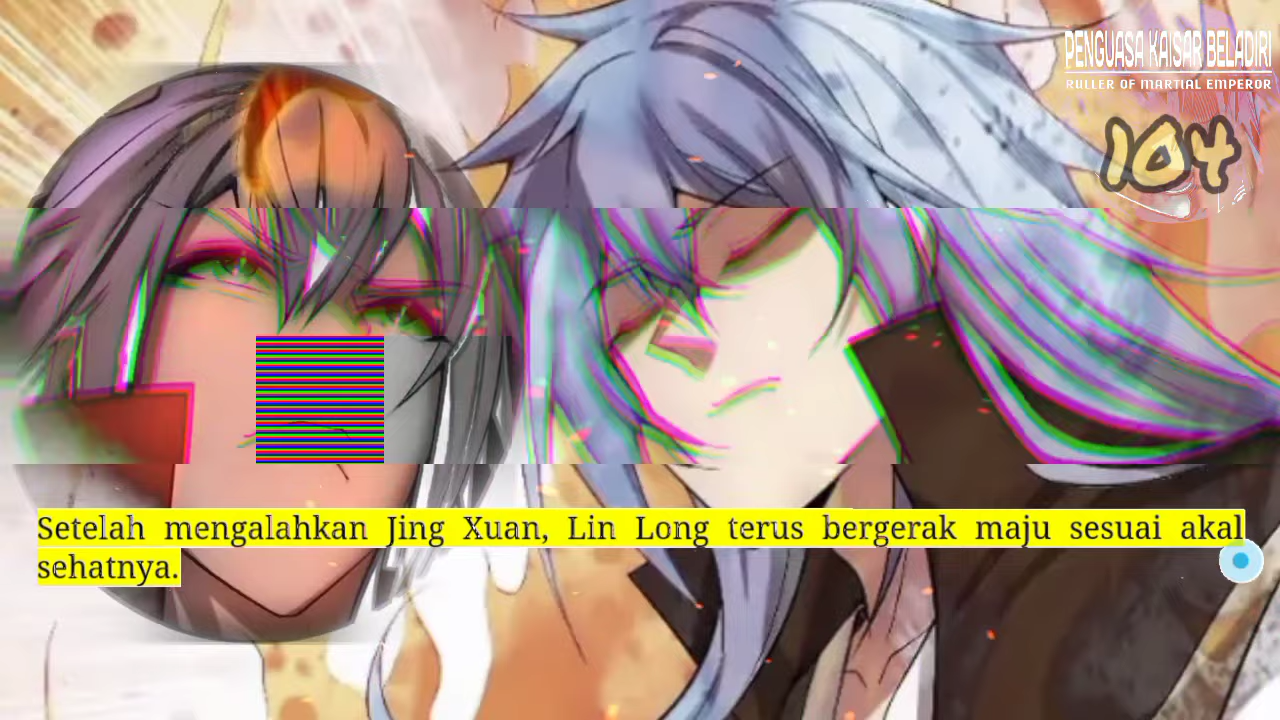 PENGUASA KAISAR BELADIRI
RULLER OF MARTIAL EMPEROR
104
Setelah mengalahkan Jing Xuan, Lin Long terus bergerak maju sesuai akal
sehatnya.